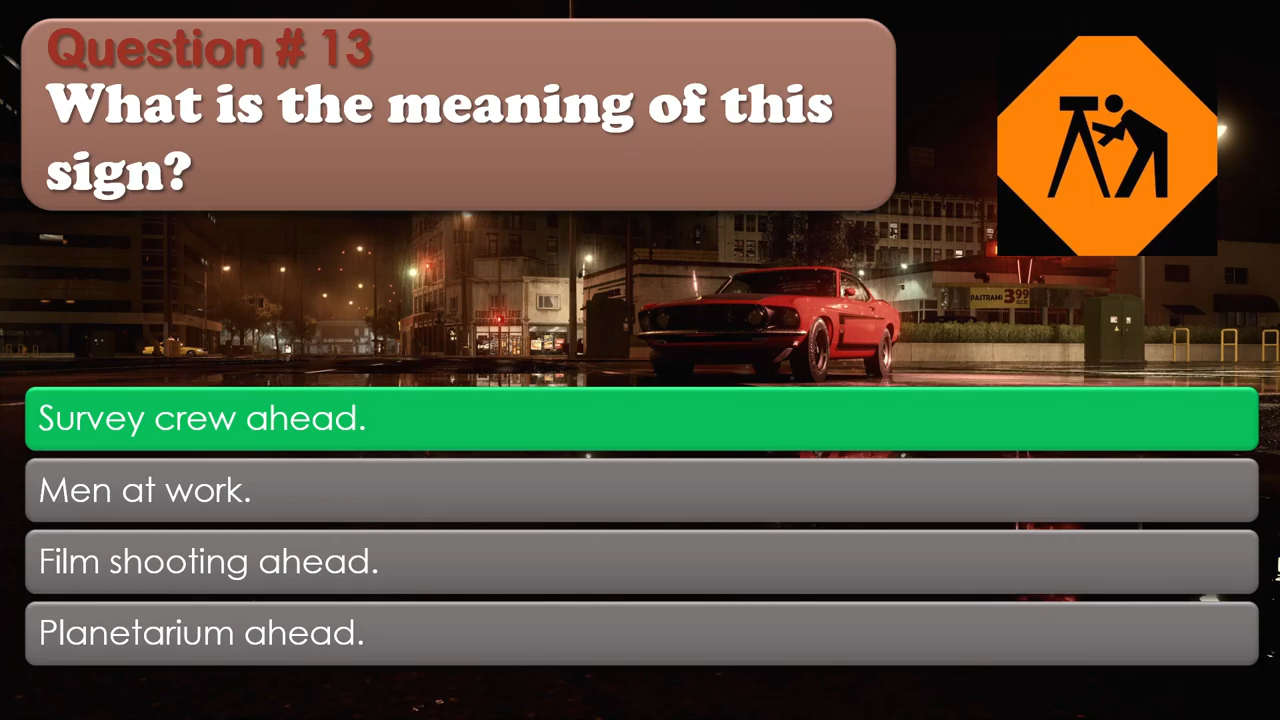 Question # 13
What is the meaning of this
sign?
PASTRAMI 3.99
Survey crew ahead.
Men at work.
Film shooting ahead.
Planetarium ahead.